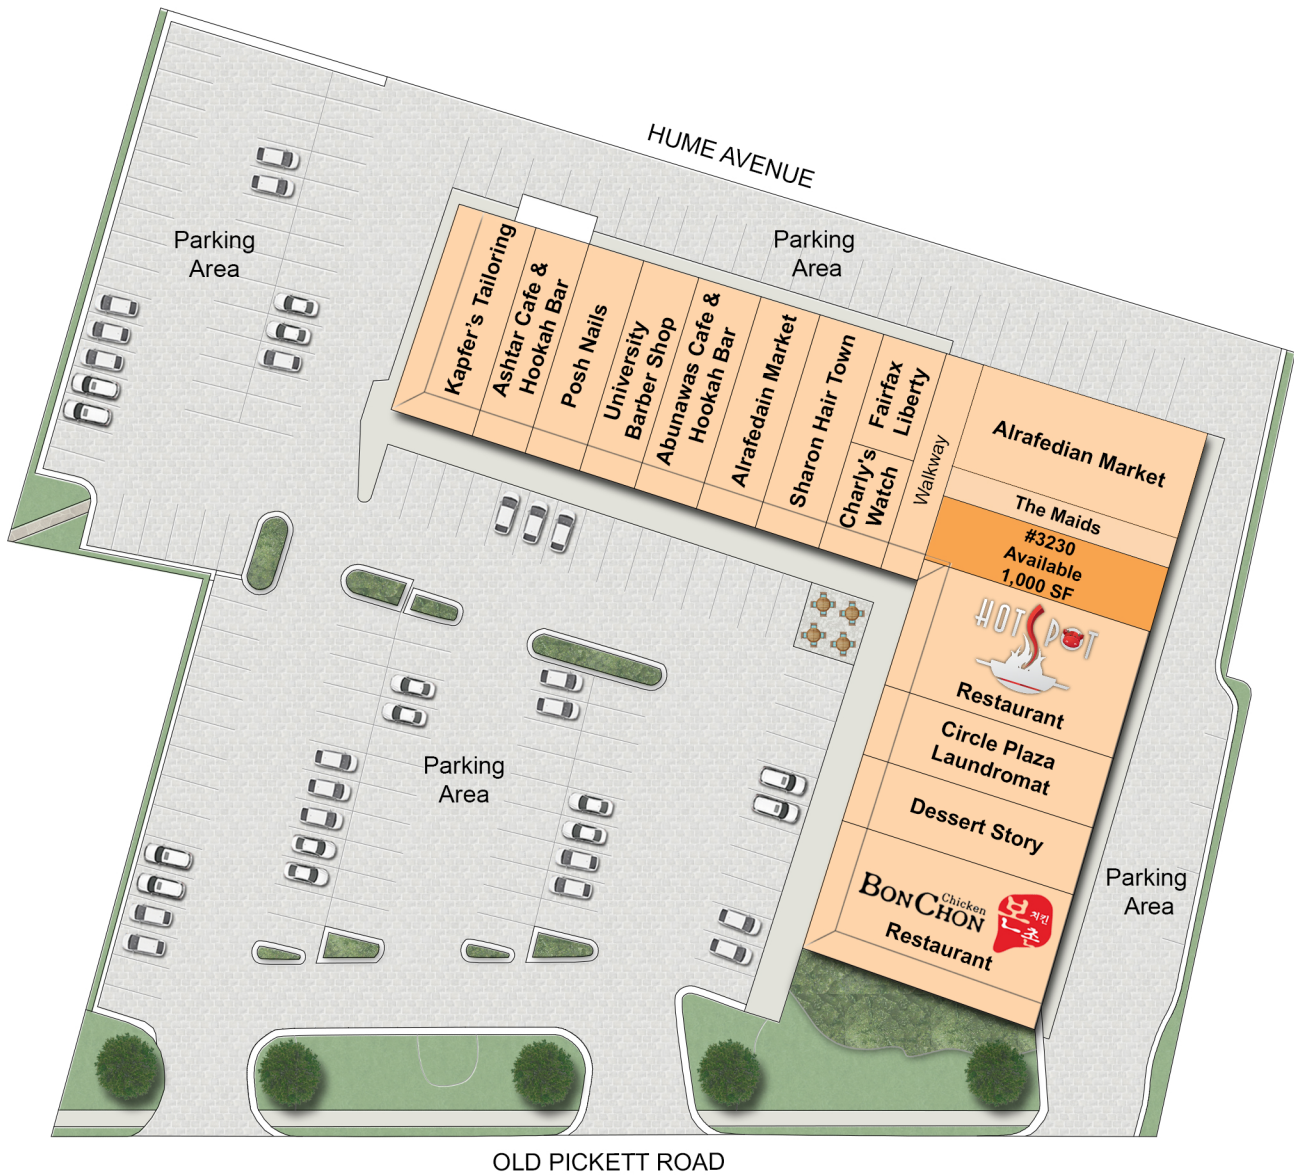 HUME AVENUE
Parking
Area
Parking
Area
Kapfer's Tailoring
Ashtar Cafe &
Hookah Bar
Posh Nails
University
Barber Shop
Abunawas Cafe &
Hookah Bar
Alrafedain Market
Sharon Hair Town
Fairfax
Liberty
Charly's
Watch
Walkway
Alrafedian Market
The Maids
#3230
Available
1,000 SF
HOT POT
Restaurant
Circle Plaza
Laundromat
Dessert Story
BONCHON
Chicken
본촌
치킨
Restaurant
Parking
Area
Parking
Area
OLD PICKETT ROAD